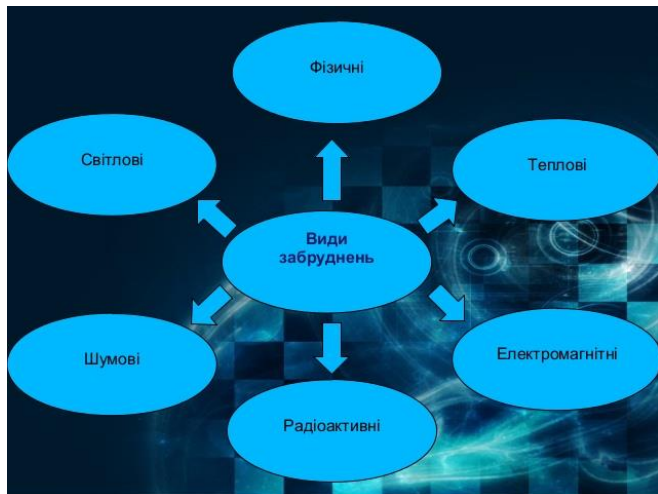 Фізичні
Світлові
Теплові
Види
забруднень
Шумові
Електромагнітні
Радіоактивні